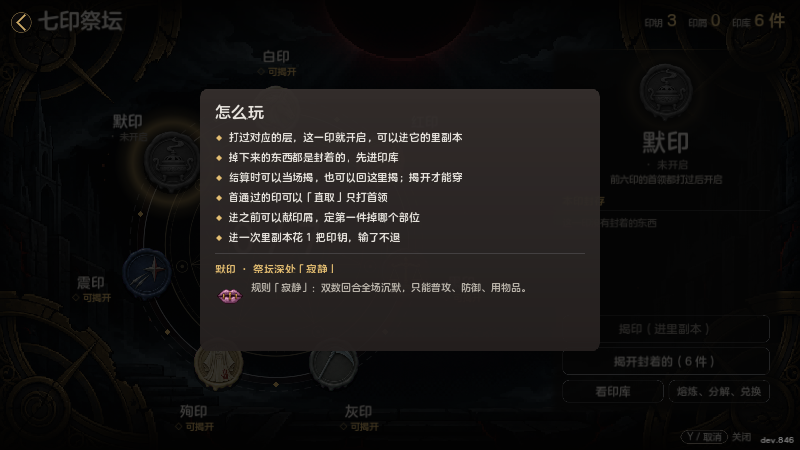 七印祭坛
印钥 3 印屑 0 印库 6 件
白印
◇ 可揭开
默印
· 未开
怎么玩
◆ 打过对应的层，这一印就开启，可以进它的里副本
◆ 掉下来的东西都是封着的，先进印库
◆ 结算时可以当场揭，也可以回这里揭；揭开才能穿
◆ 首通过的印可以「直取」只打首领
◆ 进之前可以献印屑，定第一件掉哪个部位
◆ 进一次里副本花 1 把印钥，输了不退
默印 · 祭坛深处「寂静」
规则「寂静」：双数回合全场沉默，只能普攻、防御、用物品。
默印
· 未开启
前六印的首领都打过后开启
有封着的东西
震印
◇ 可揭开
殉印
◇ 可揭开
灰印
◇ 可揭开
揭印（进里副本）
揭开封着的（6 件）
看印库
熔炼、分解、兑换
Y / 取消 关闭
dev.846